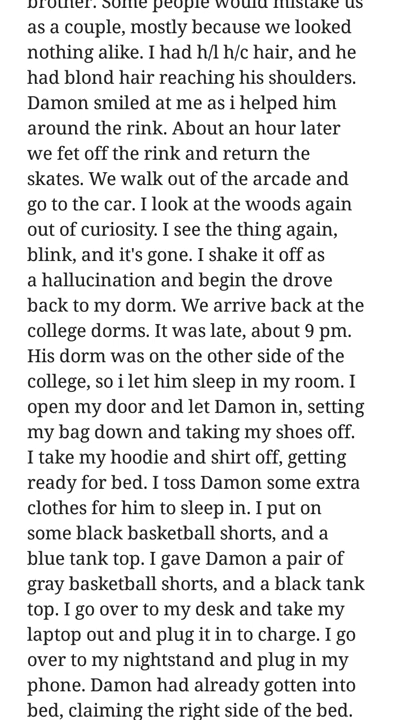 brother. Some people would mistake us
as a couple, mostly because we looked
nothing alike. I had h/l h/c hair, and he
had blond hair reaching his shoulders.
Damon smiled at me as i helped him
around the rink. About an hour later
we fet off the rink and return the
skates. We walk out of the arcade and
go to the car. I look at the woods again
out of curiosity. I see the thing again,
blink, and it's gone. I shake it off as
a hallucination and begin the drove
back to my dorm. We arrive back at the
college dorms. It was late, about 9 pm.
His dorm was on the other side of the
college, so i let him sleep in my room. I
open my door and let Damon in, setting
my bag down and taking my shoes off.
I take my hoodie and shirt off, getting
ready for bed. I toss Damon some extra
clothes for him to sleep in. I put on
some black basketball shorts, and a
blue tank top. I gave Damon a pair of
gray basketball shorts, and a black tank
top. I go over to my desk and take my
laptop out and plug it in to charge. I go
over to my nightstand and plug in my
phone. Damon had already gotten into
bed, claiming the right side of the bed.